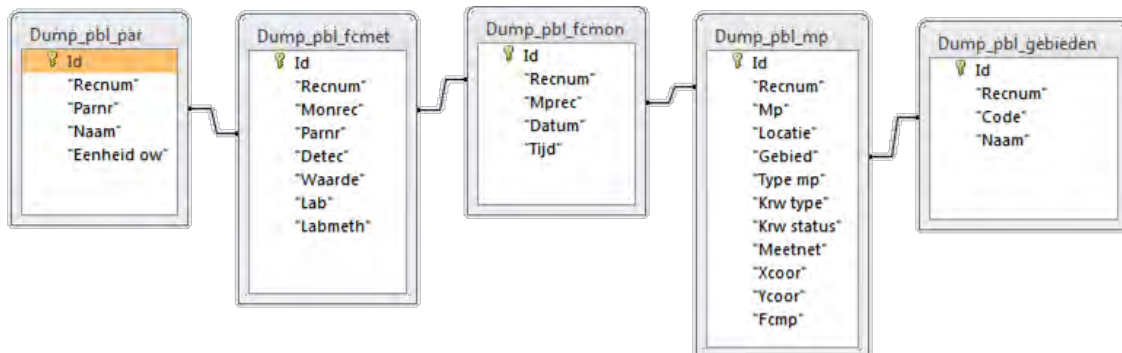 Dump_pbl_par
Id
"Recnum"
"Parnr"
"Naam"
"Eenheid ow"
Dump_pbl_fcmet
Id
"Recnum"
"Monrec"
"Parnr"
"Detec"
"Waarde"
"Lab"
"Labmeth"
Dump_pbl_fcmon
Id
"Recnum"
"Mprec"
"Datum"
"Tijd"
Dump_pbl_mp
Id
"Recnum"
"Mp"
"Locatie"
"Gebied"
"Type mp"
"Krw type"
"Krw status"
"Meetnet"
"Xcoor"
"Ycoor"
"Fcmp"
Dump_pbl_gebieden
Id
"Recnum"
"Code"
"Naam"